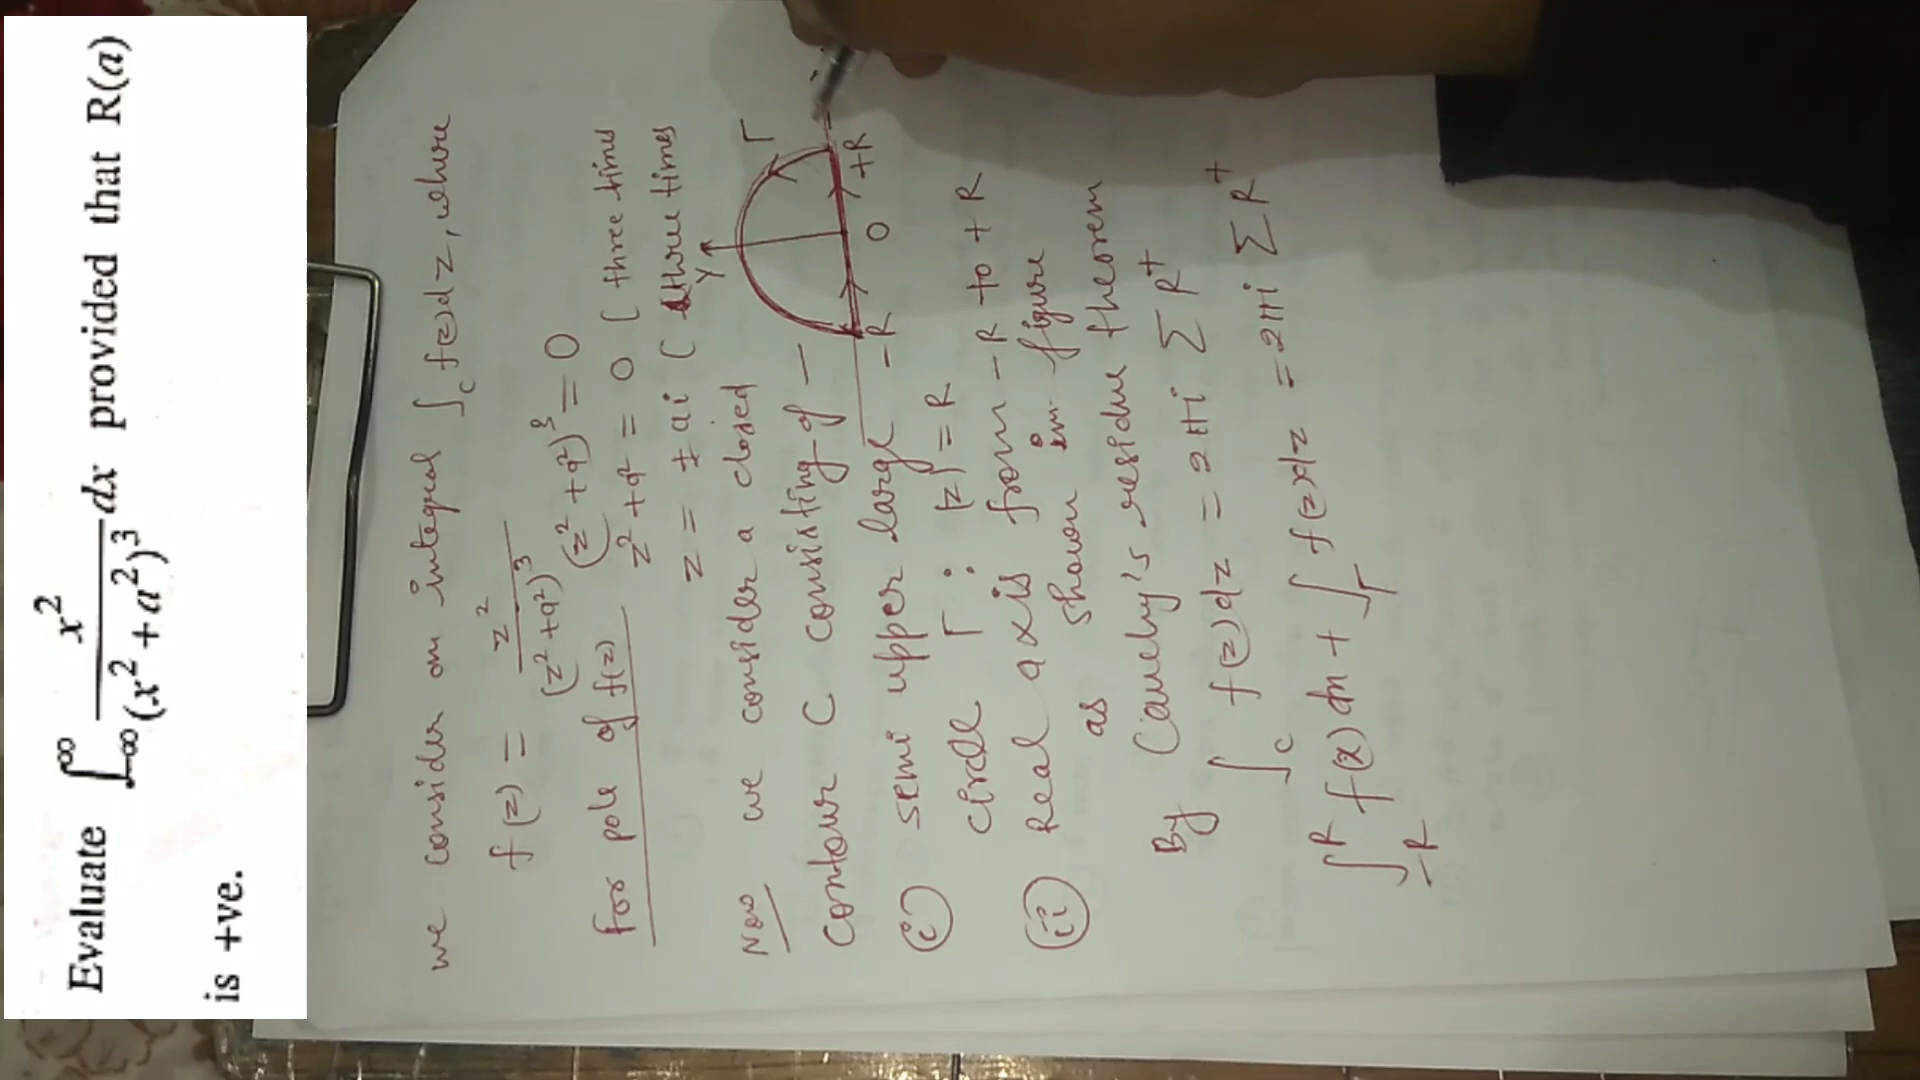 Evaluate ∫_{-∞}^{∞} x²/(x² + a²)³ dx provided that R(a)
is +ve.
we consider an integral ∫_c f(z)dz, where
f(z) = z²/(z²+a²)³
for pole of f(z) (z²+a²)³ = 0
z²+a² = 0 ( three times
z = ± ai ( three times
Now we consider a closed
Contour C consisting of —
(i) semi upper large
circle Γ : |z| = R
(ii) Real axis from -R to +R
as shown in figure
By Cauchy's residue theorem
∫_c f(z)dz = 2πi Σ R⁺
∫_{-R}^{R} f(x)dx + ∫_Γ f(z)dz = 2πi Σ R⁺
Y
Γ
-R O +R